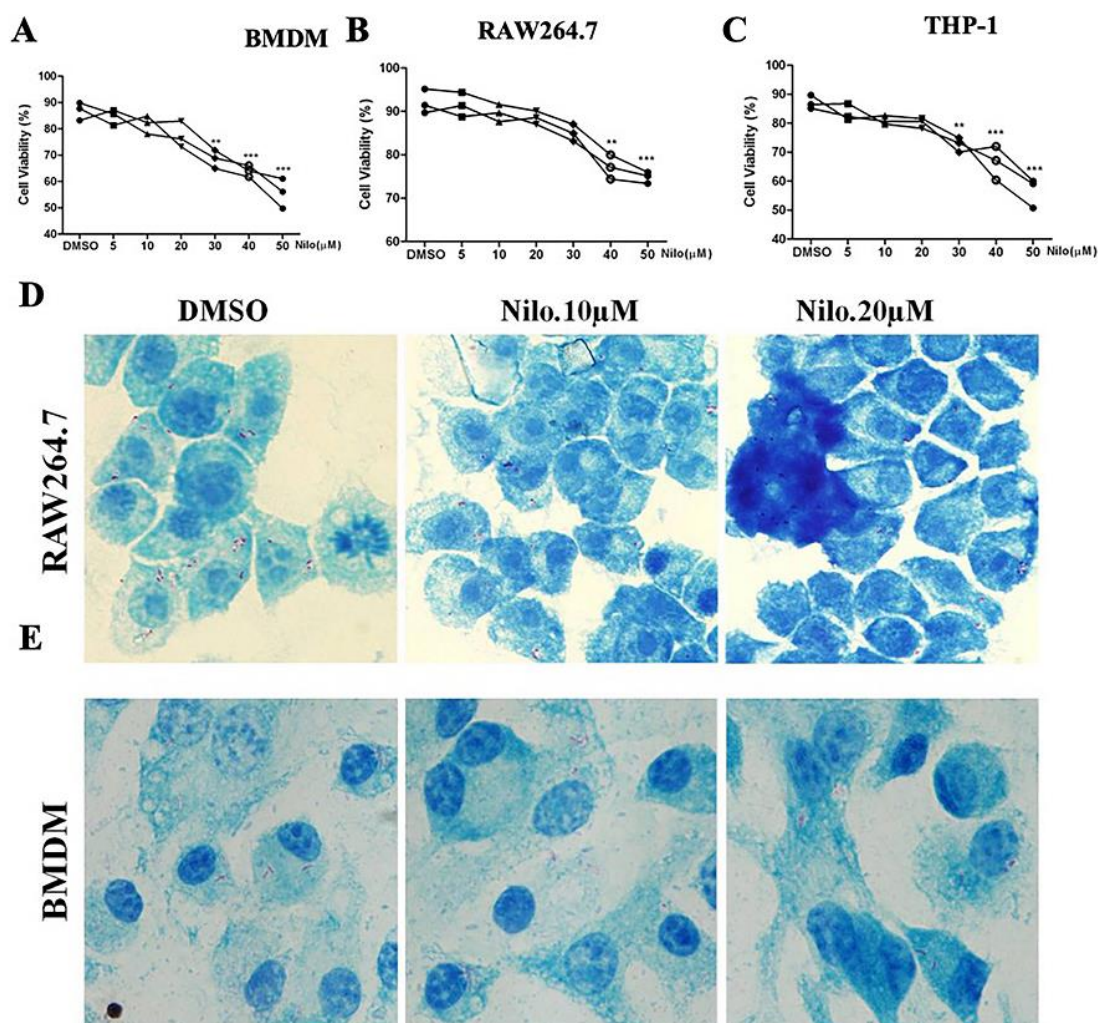 A
BMDM
Cell Viability (%)
100
90
80
70
60
50
40
**
***
***
DMSO 5 10 20 30 40 50 Nilo(µM)
B
RAW264.7
Cell Viability (%)
100
90
80
70
60
**
***
DMSO 5 10 20 30 40 50 Nilo(µM)
C
THP-1
Cell Viability (%)
100
90
80
70
60
50
40
**
***
***
DMSO 5 10 20 30 40 50 Nilo(µM)
D
DMSO Nilo.10µM Nilo.20µM
RAW264.7
E
BMDM